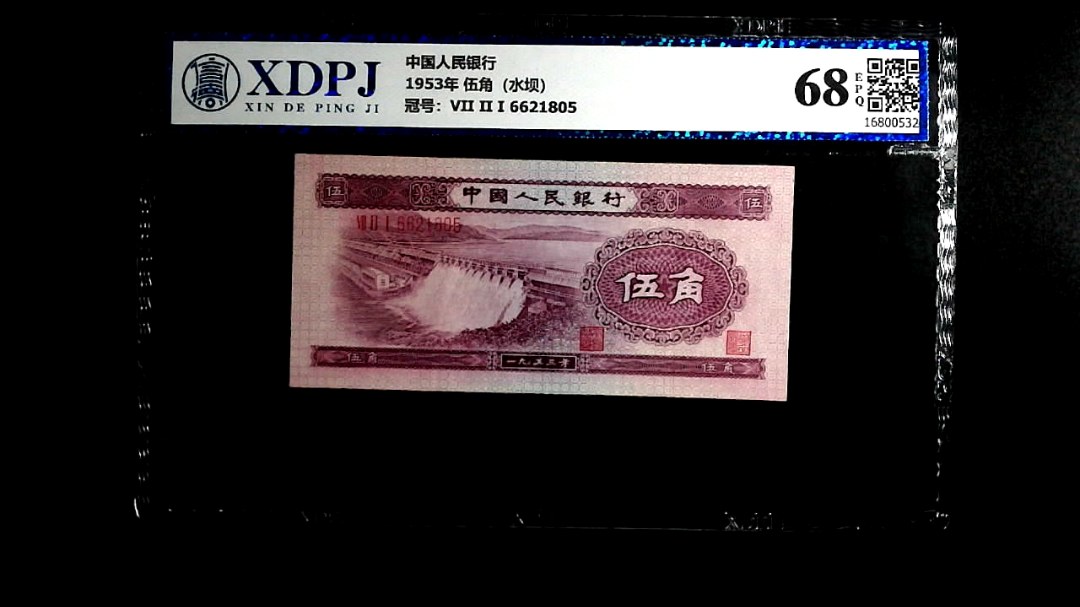 XDPJ
XIN DE PING JI
中国人民银行
1953年 伍角（水坝）
冠号：VII II I 6621805
68
EPQ
16800532
伍
中國人民銀行
伍
VII II I 6621805
伍角
伍角
一九五三年
伍角